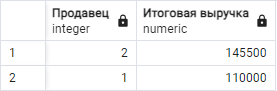 Продавец Итоговая выручка
integer numeric
1 2 145500
2 1 110000